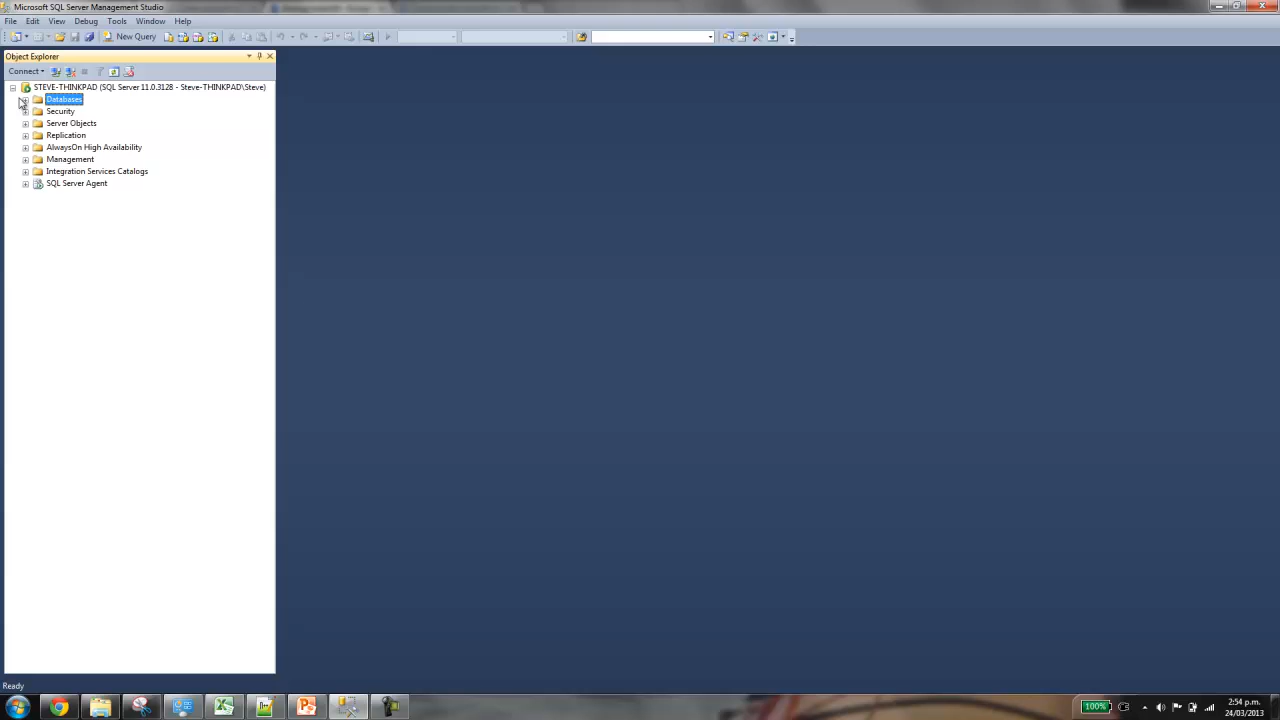 Microsoft SQL Server Management Studio
File Edit View Debug Tools Window Help
New Query
Object Explorer
Connect
STEVE-THINKPAD (SQL Server 11.0.3128 - Steve-THINKPAD\Steve)
Databases
Security
Server Objects
Replication
AlwaysOn High Availability
Management
Integration Services Catalogs
SQL Server Agent
Ready
100%
2:54 p.m.
24/03/2013